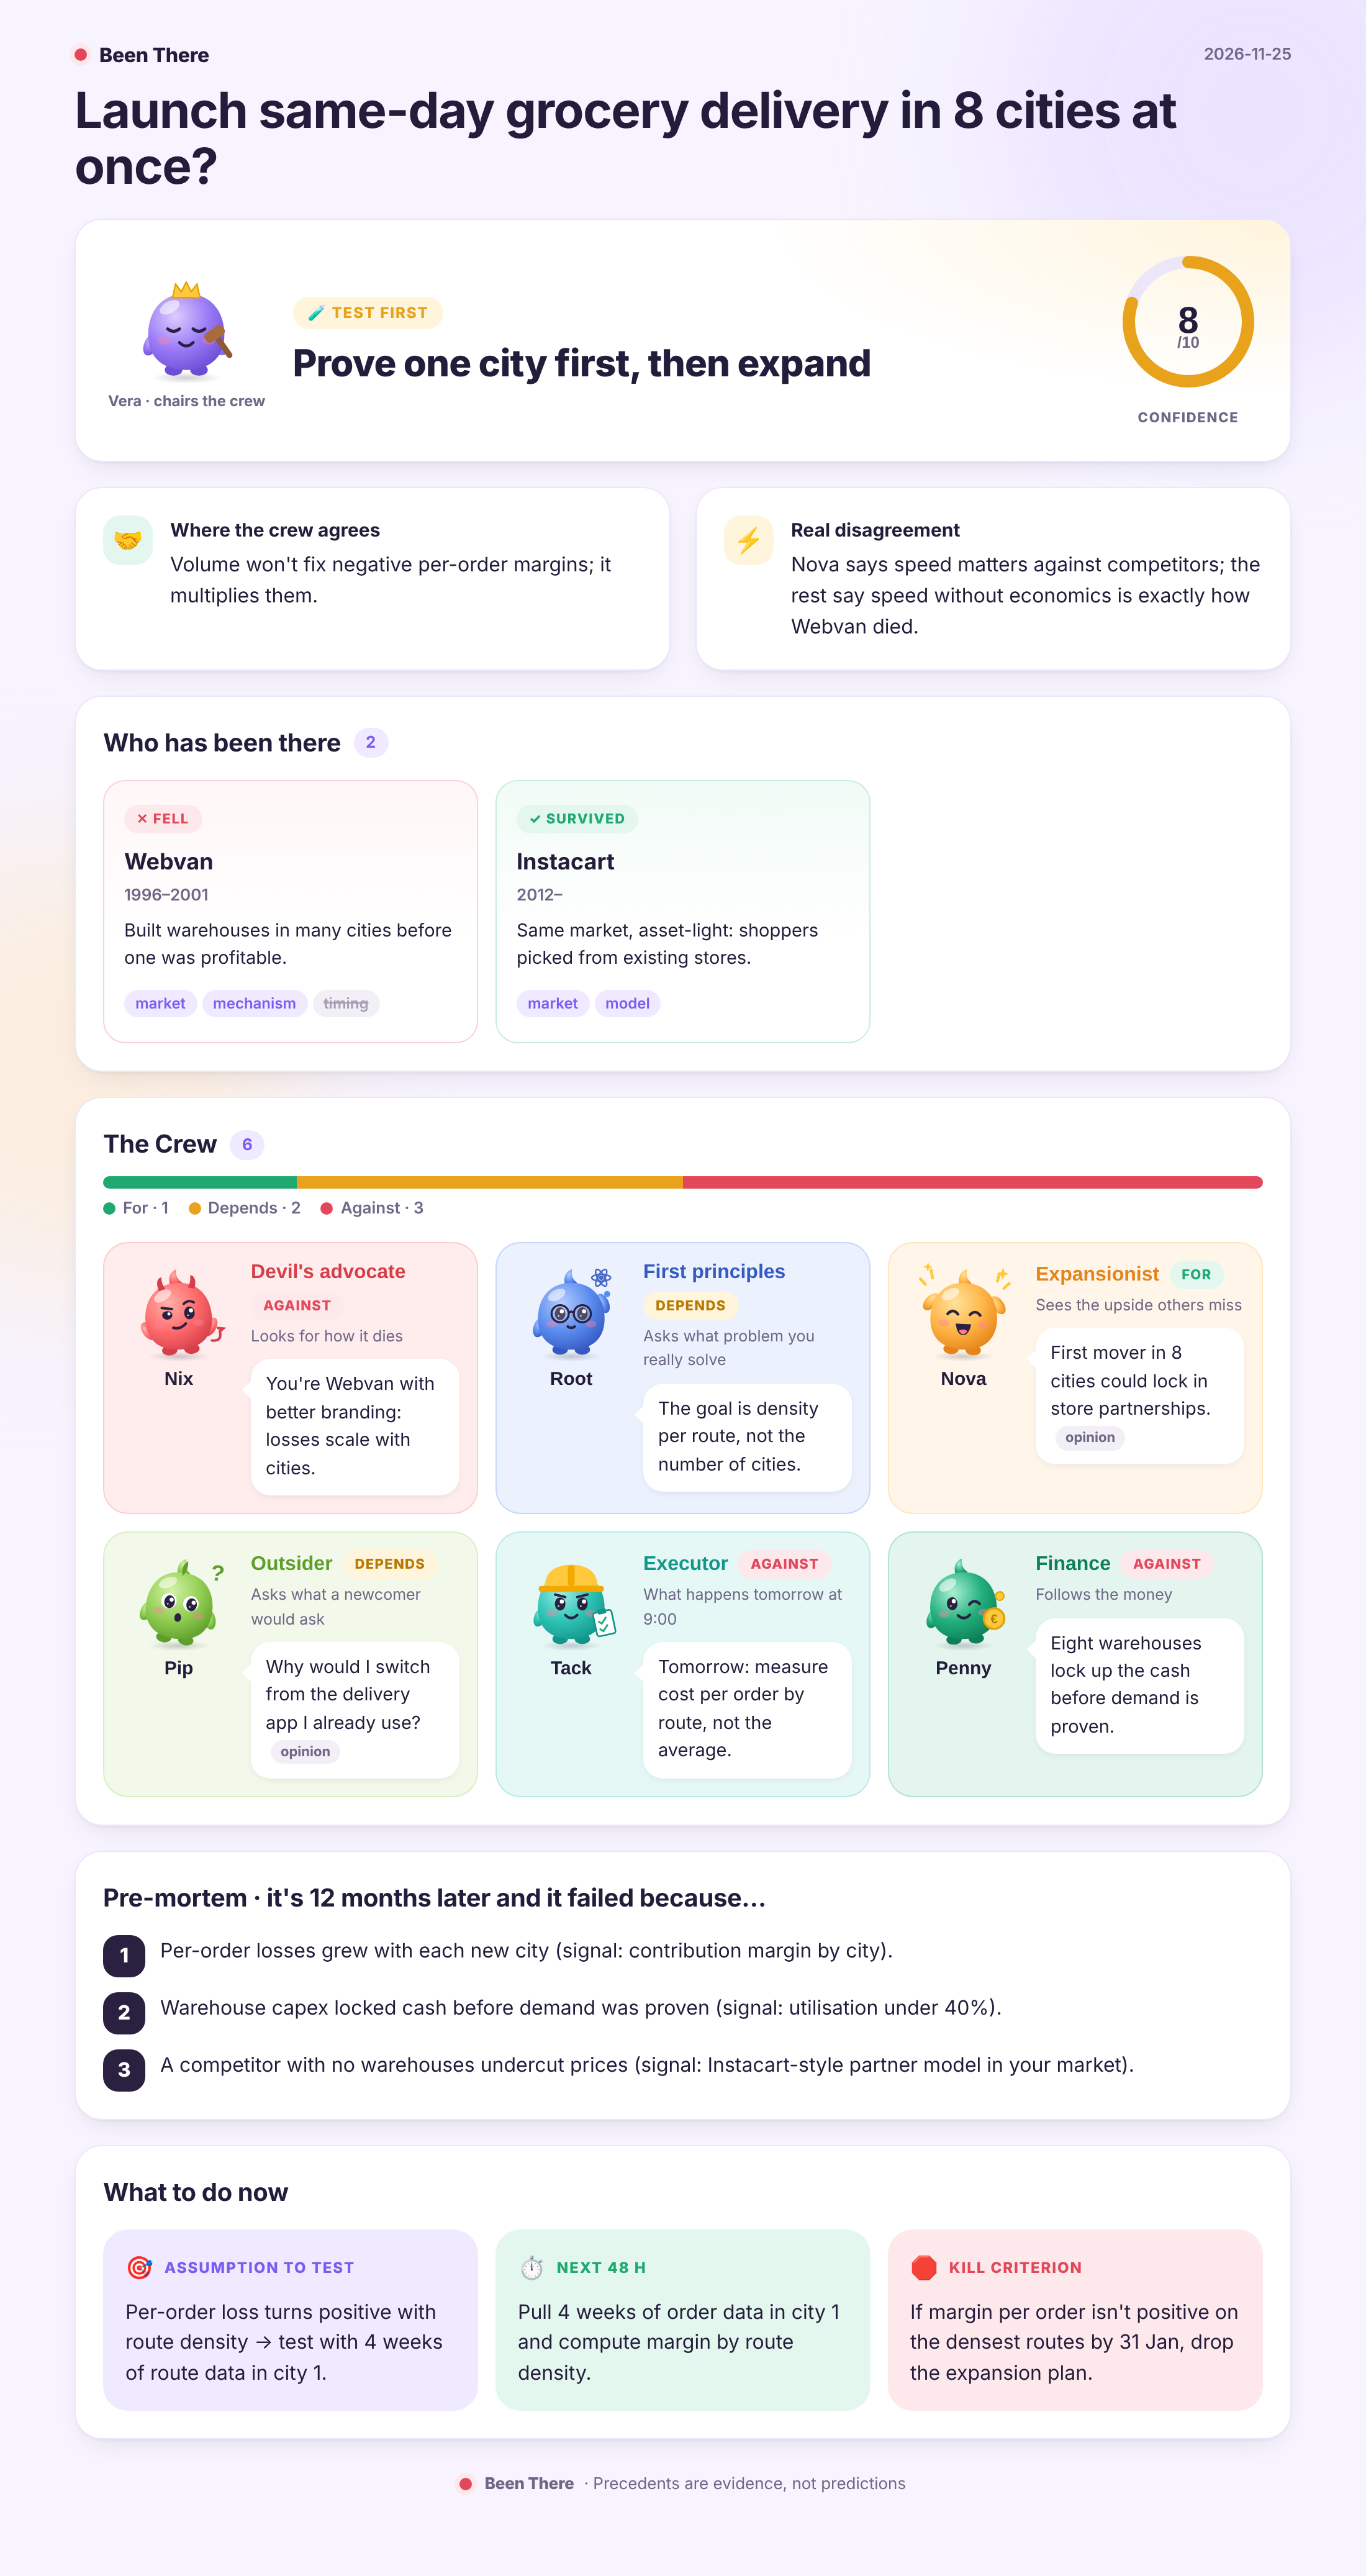 Been There
2026-11-25
Launch same-day grocery delivery in 8 cities at
once?
🧪 TEST FIRST
Prove one city first, then expand
Vera · chairs the crew
8
/10
CONFIDENCE
Where the crew agrees
Volume won't fix negative per-order margins; it
multiplies them.
Real disagreement
Nova says speed matters against competitors; the
rest say speed without economics is exactly how
Webvan died.
Who has been there 2
✕ FELL
Webvan
1996–2001
Built warehouses in many cities before
one was profitable.
market mechanism timing
✓ SURVIVED
Instacart
2012–
Same market, asset-light: shoppers
picked from existing stores.
market model
The Crew 6
For · 1 Depends · 2 Against · 3
Nix
Devil's advocate
AGAINST
Looks for how it dies
You're Webvan with
better branding:
losses scale with
cities.
Root
First principles
DEPENDS
Asks what problem you
really solve
The goal is density
per route, not the
number of cities.
Nova
Expansionist FOR
Sees the upside others miss
First mover in 8
cities could lock in
store partnerships.
opinion
?
Pip
Outsider DEPENDS
Asks what a newcomer
would ask
Why would I switch
from the delivery
app I already use?
opinion
Tack
Executor AGAINST
What happens tomorrow at
9:00
Tomorrow: measure
cost per order by
route, not the
average.
€
Penny
Finance AGAINST
Follows the money
Eight warehouses
lock up the cash
before demand is
proven.
Pre-mortem · it's 12 months later and it failed because…
1 Per-order losses grew with each new city (signal: contribution margin by city).
2 Warehouse capex locked cash before demand was proven (signal: utilisation under 40%).
3 A competitor with no warehouses undercut prices (signal: Instacart-style partner model in your market).
What to do now
ASSUMPTION TO TEST
Per-order loss turns positive with
route density → test with 4 weeks
of route data in city 1.
NEXT 48 H
Pull 4 weeks of order data in city 1
and compute margin by route
density.
KILL CRITERION
If margin per order isn't positive on
the densest routes by 31 Jan, drop
the expansion plan.
Been There · Precedents are evidence, not predictions